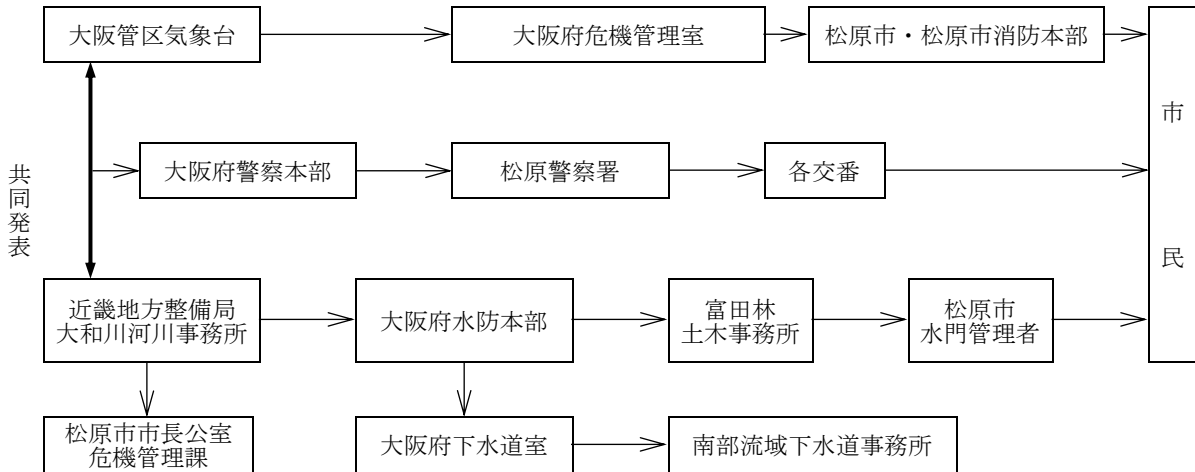 大阪管区気象台
大阪府危機管理室
松原市・松原市消防本部
共同発表
大阪府警察本部
松原警察署
各交番
市民
近畿地方整備局
大和川河川事務所
大阪府水防本部
富田林
土木事務所
松原市
水門管理者
松原市市長公室
危機管理課
大阪府下水道室
南部流域下水道事務所